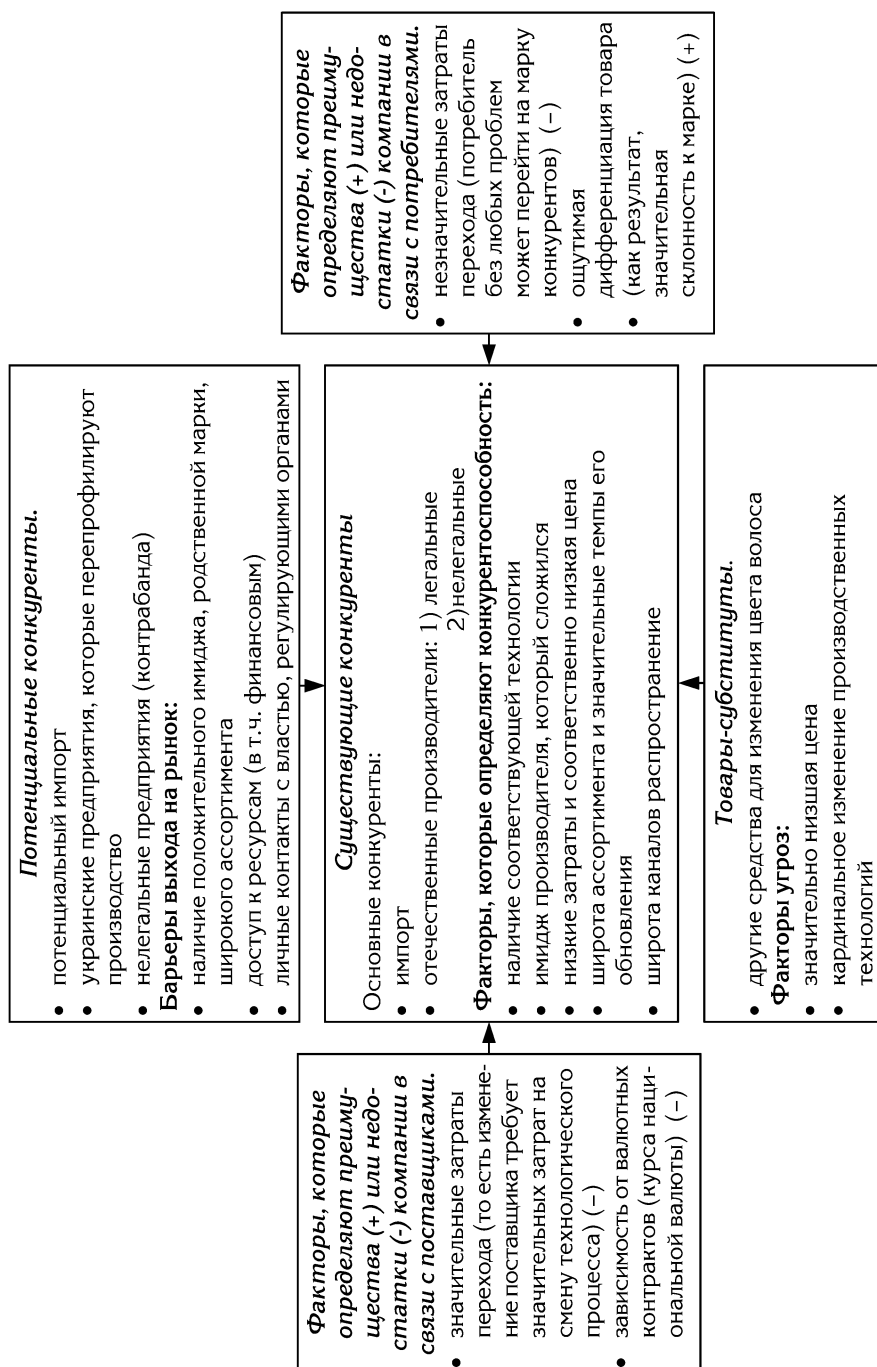 Потенциальные конкуренты.
• потенциальный импорт
• украинские предприятия, которые перепрофилируют
производство
• нелегальные предприятия (контрабанда)
Барьеры выхода на рынок:
• наличие положительного имиджа, родственной марки,
широкого ассортимента
• доступ к ресурсам (в т.ч. финансовым)
• личные контакты с властью, регулирующими органами
Факторы, которые
определяют преиму-
щества (+) или недо-
статки (-) компании в
связи с поставщиками.
• значительные затраты
перехода (то есть измене-
ние поставщика требует
значительных затрат на
смену технологического
процесса) (–)
• зависимость от валютных
контрактов (курса наци-
ональной валюты) (–)
Существующие конкуренты
Основные конкуренты:
• импорт
• отечественные производители: 1) легальные
2)нелегальные
Факторы, которые определяют конкурентоспособность:
• наличие соответствующей технологии
• имидж производителя, который сложился
• низкие затраты и соответственно низкая цена
• широта ассортимента и значительные темпы его
обновления
• широта каналов распространение
Факторы, которые
определяют преиму-
щества (+) или недо-
статки (-) компании в
связи с потребителями.
• незначительные затраты
перехода (потребитель
без любых проблем
может перейти на марку
конкурентов) (–)
• ощутимая
дифференциация товара
• (как результат,
значительная
склонность к марке) (+)
Товары-субституты.
• другие средства для изменения цвета волоса
Факторы угроз:
• значительно низшая цена
• кардинальное изменение производственных
технологий